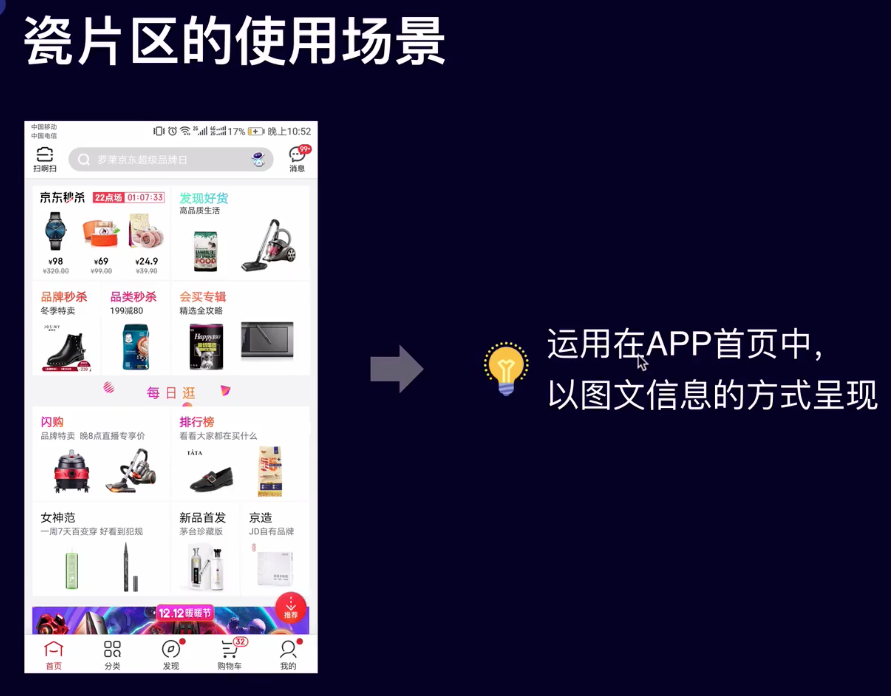 瓷片区的使用场景
中国移动
中国电信
17% 晚上10:52
扫啊扫
罗莱京东超级品牌日
99+
消息
京东秒杀 22点场 01:07:33
发现好货
高品质生活
¥98 ¥69 ¥24.9
¥320.00 ¥99.00 ¥39.90
品牌秒杀 品类秒杀 会买专辑
冬季特卖 199减80 精选全攻略
每日逛
闪购 排行榜
品牌特卖 晚8点直播专享价 看看大家都在买什么
TATA
女神范 新品首发 京造
一周7天百变穿 好看到犯规 茅台珍藏版 JD自有品牌
12.12暖暖节
推荐
32
首页 分类 发现 购物车 我的
运用在APP首页中，
以图文信息的方式呈现